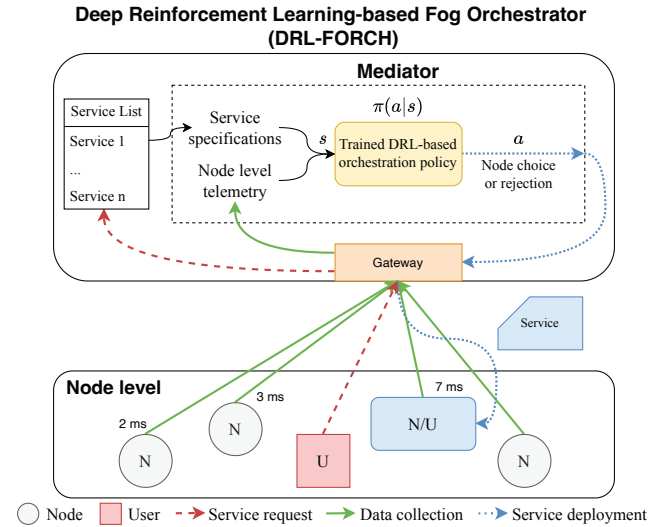 Deep Reinforcement Learning-based Fog Orchestrator
(DRL-FORCH)
Mediator
Service List
Service 1
...
Service n
Service
specifications
Node level
telemetry
s
π(a|s)
Trained DRL-based
orchestration policy
a
Node choice
or rejection
Gateway
Service
Node level
2 ms
3 ms
7 ms
N
N
U
N/U
N
Node
User
Service request
Data collection
Service deployment